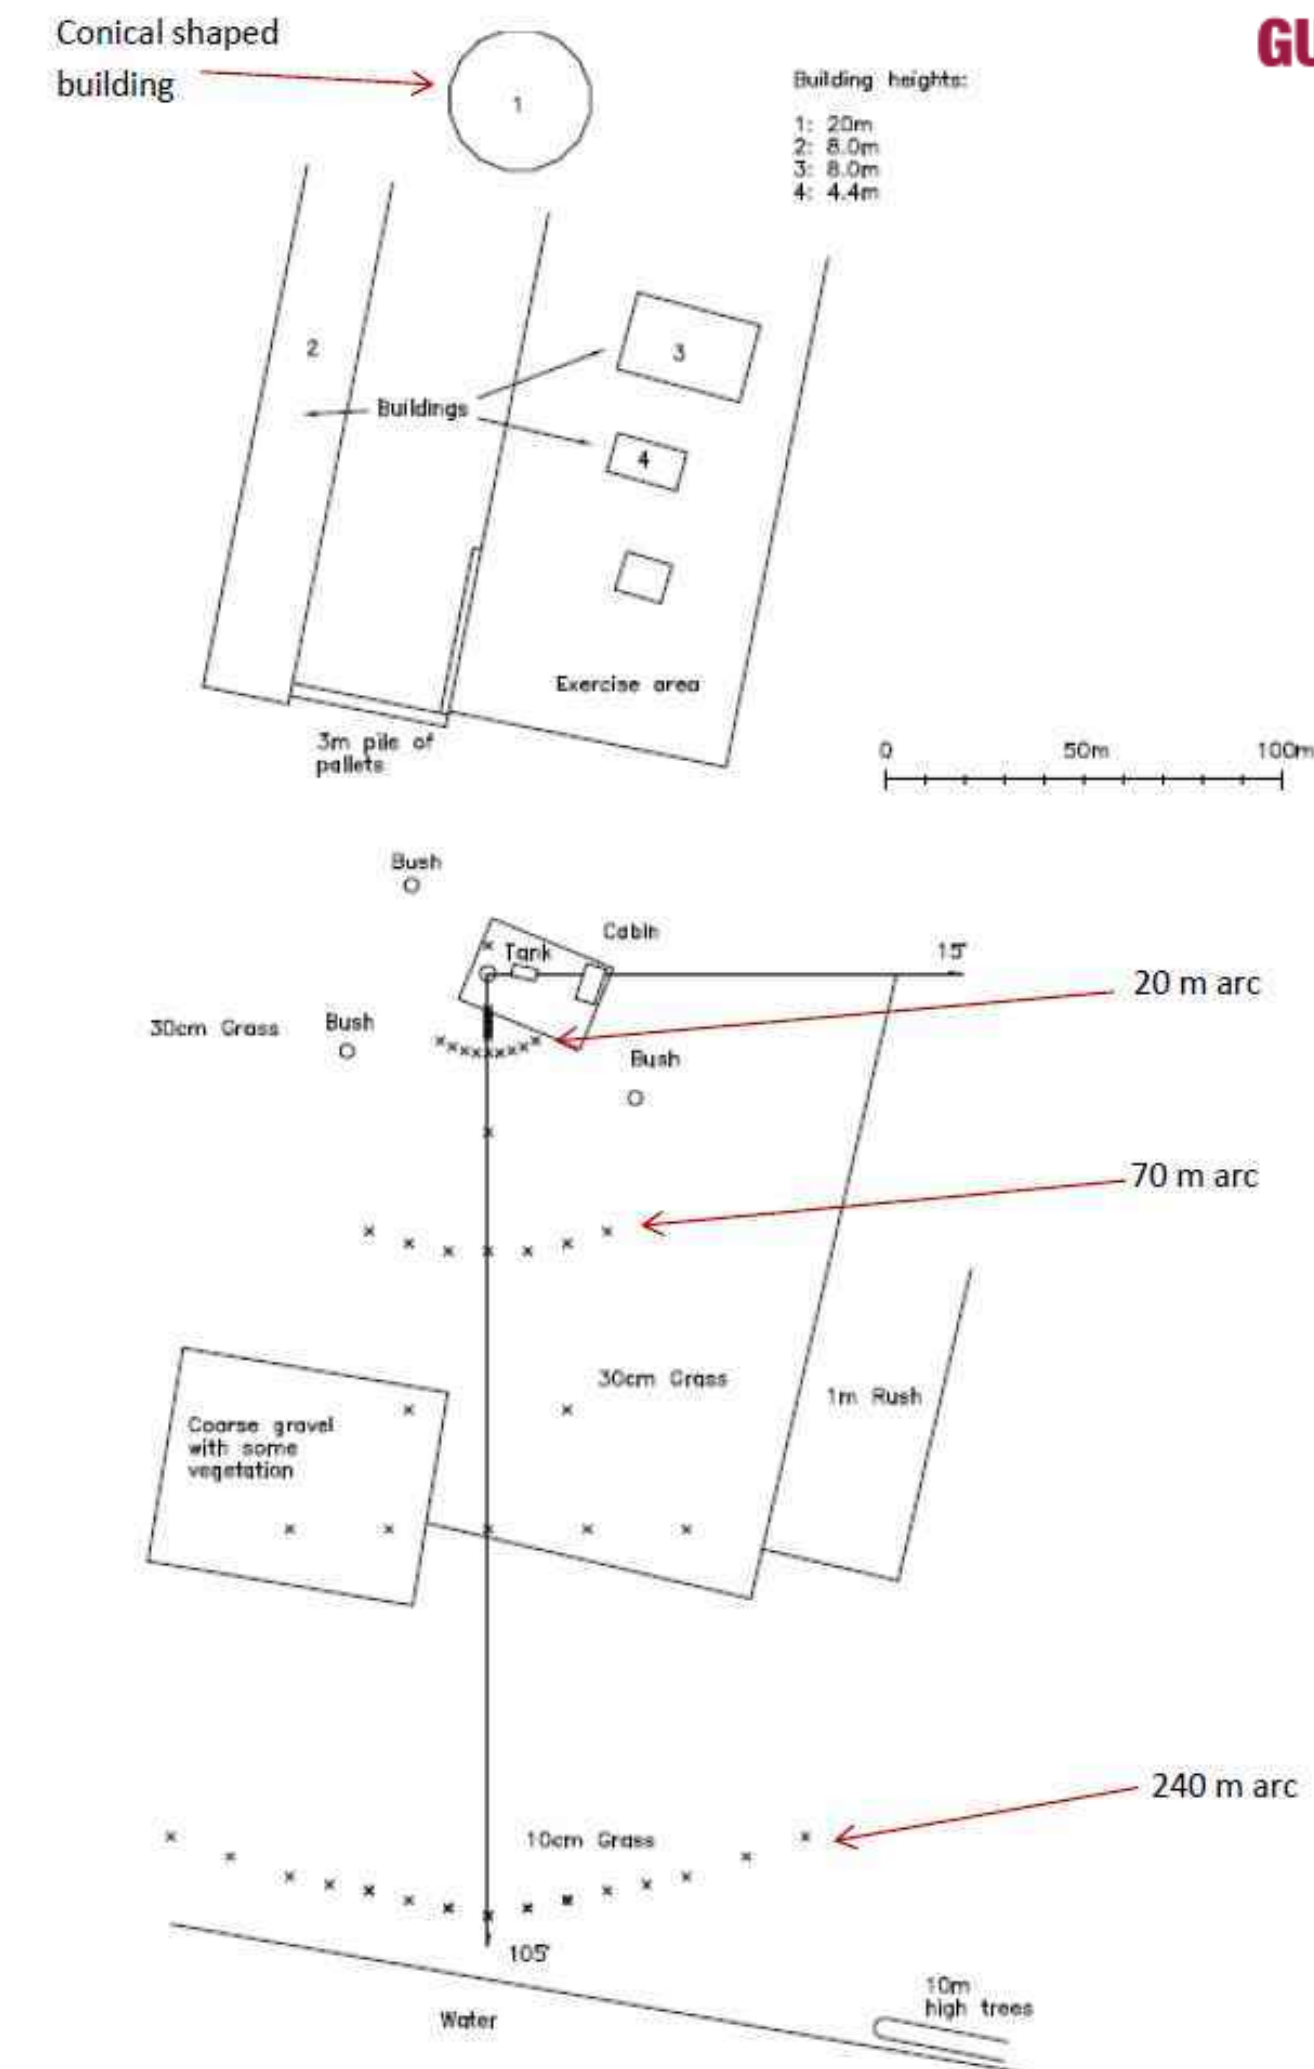 Conical shaped
building
GU
1
Building heights:
1: 20m
2: 8.0m
3: 8.0m
4: 4.4m
2
3
Buildings
4
Exercise area
3m pile of
pallets
0 50m 100m
Bush
Cabin
Tank
15°
20 m arc
30cm Grass
Bush
Bush
70 m arc
30cm Grass
1m Rush
Coarse gravel
with some
vegetation
240 m arc
10cm Grass
105°
10m
high trees
Water